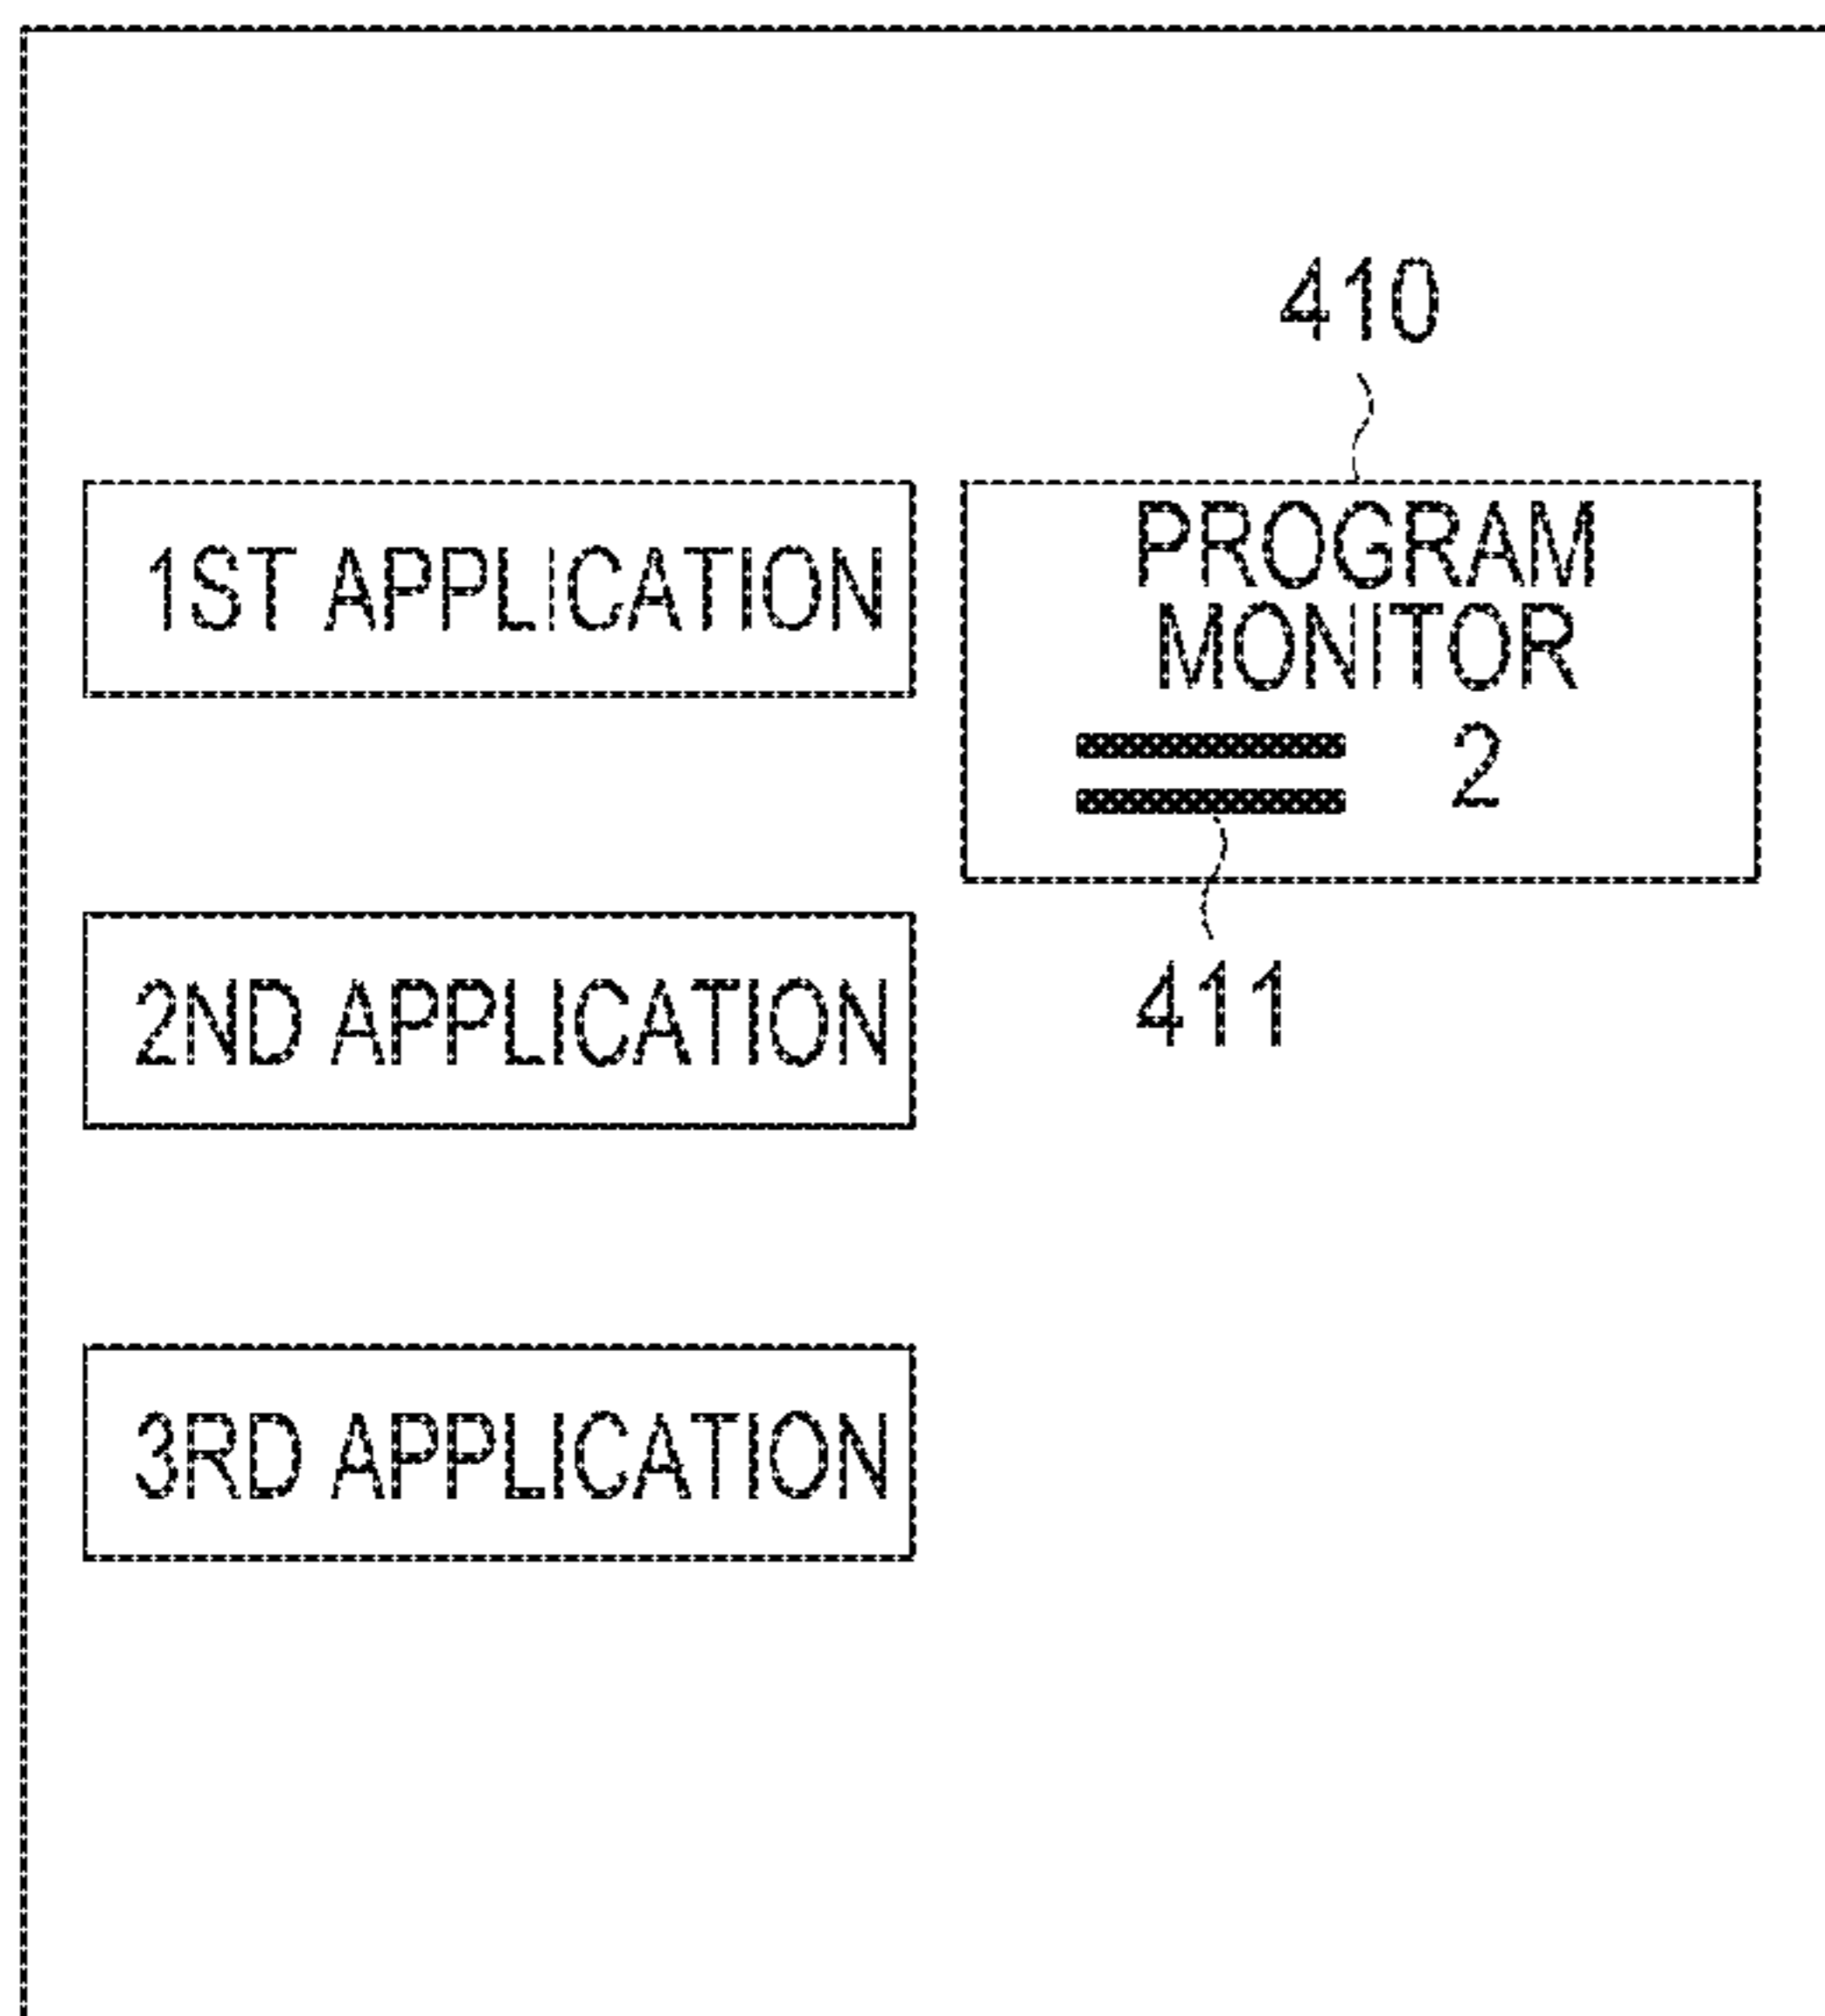 410
1ST APPLICATION
PROGRAM
MONITOR
2
411
2ND APPLICATION
3RD APPLICATION